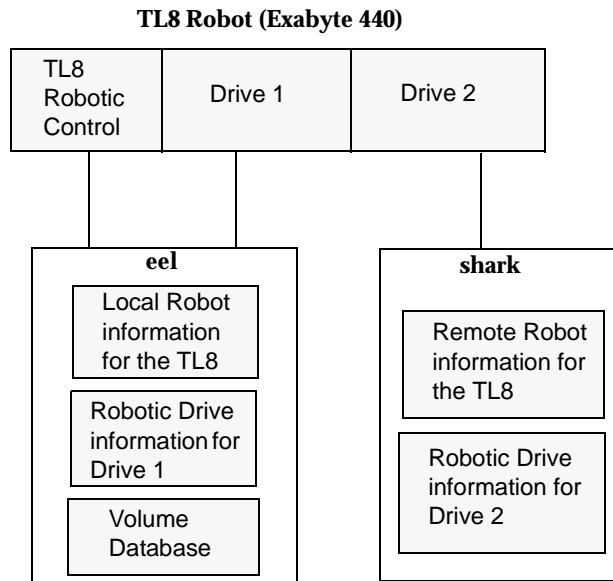 TL8 Robot (Exabyte 440)
TL8
Robotic
Control
Drive 1
Drive 2
eel
Local Robot
information
for the TL8
Robotic Drive
information for
Drive 1
Volume
Database
shark
Remote Robot
information for
the TL8
Robotic Drive
information for
Drive 2